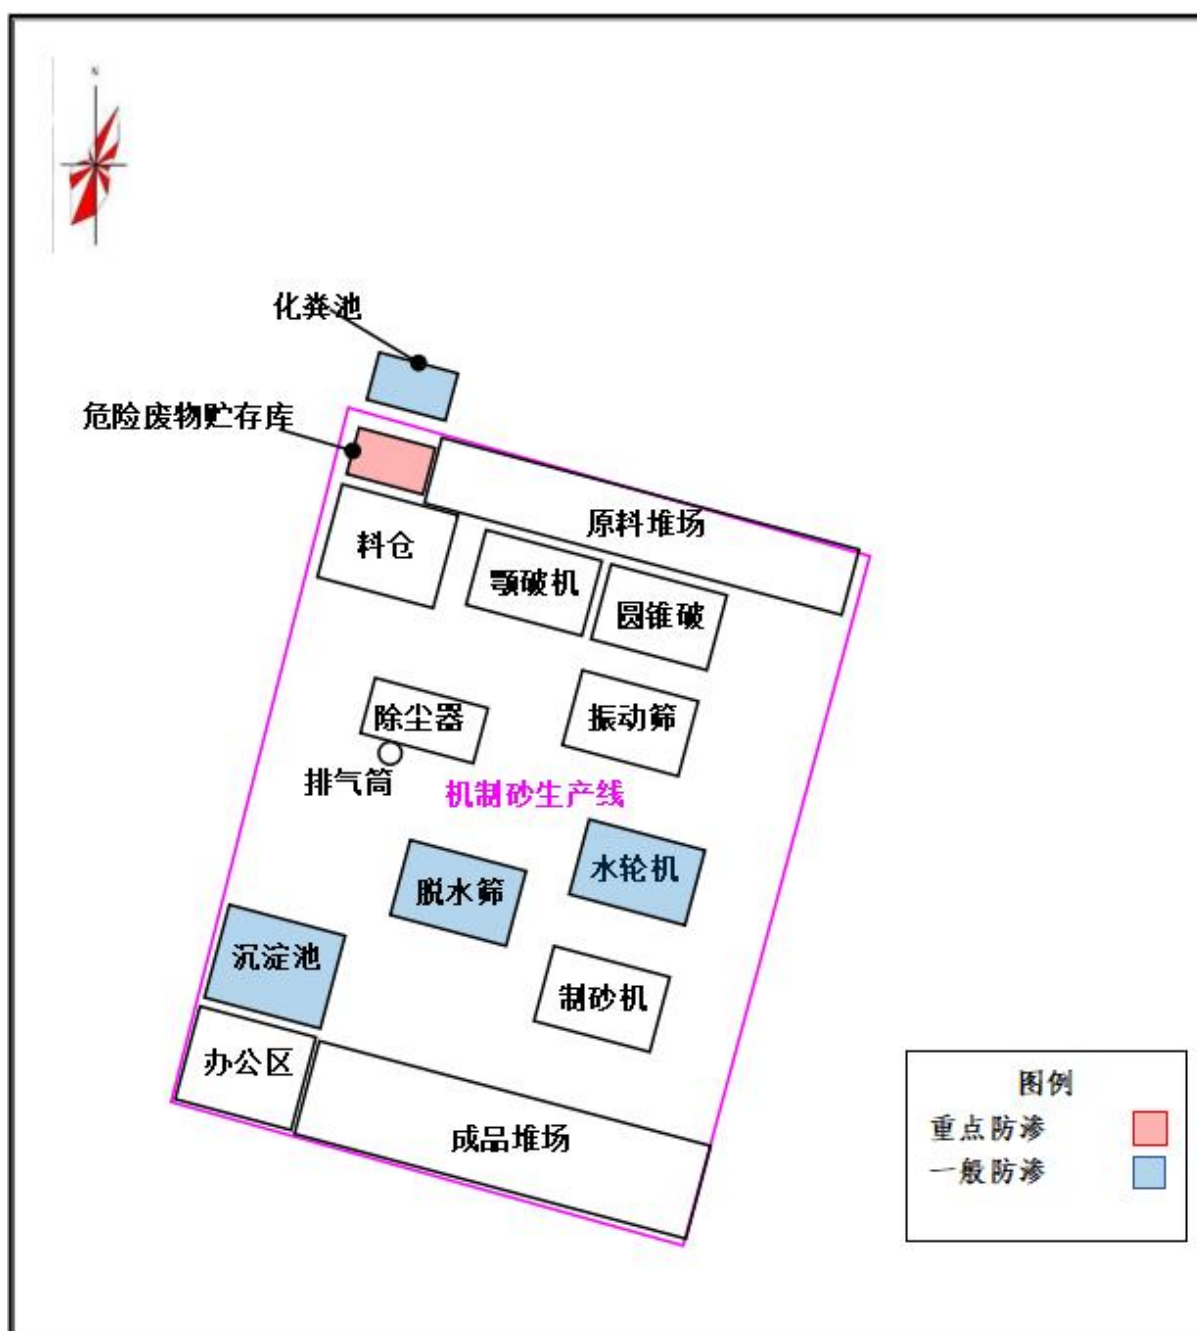 N
化粪池
危险废物贮存库
原料堆场
料仓
颚破机
圆锥破
除尘器
振动筛
排气筒
机制砂生产线
水轮机
脱水筛
沉淀池
制砂机
办公区
成品堆场
图例
重点防渗
一般防渗